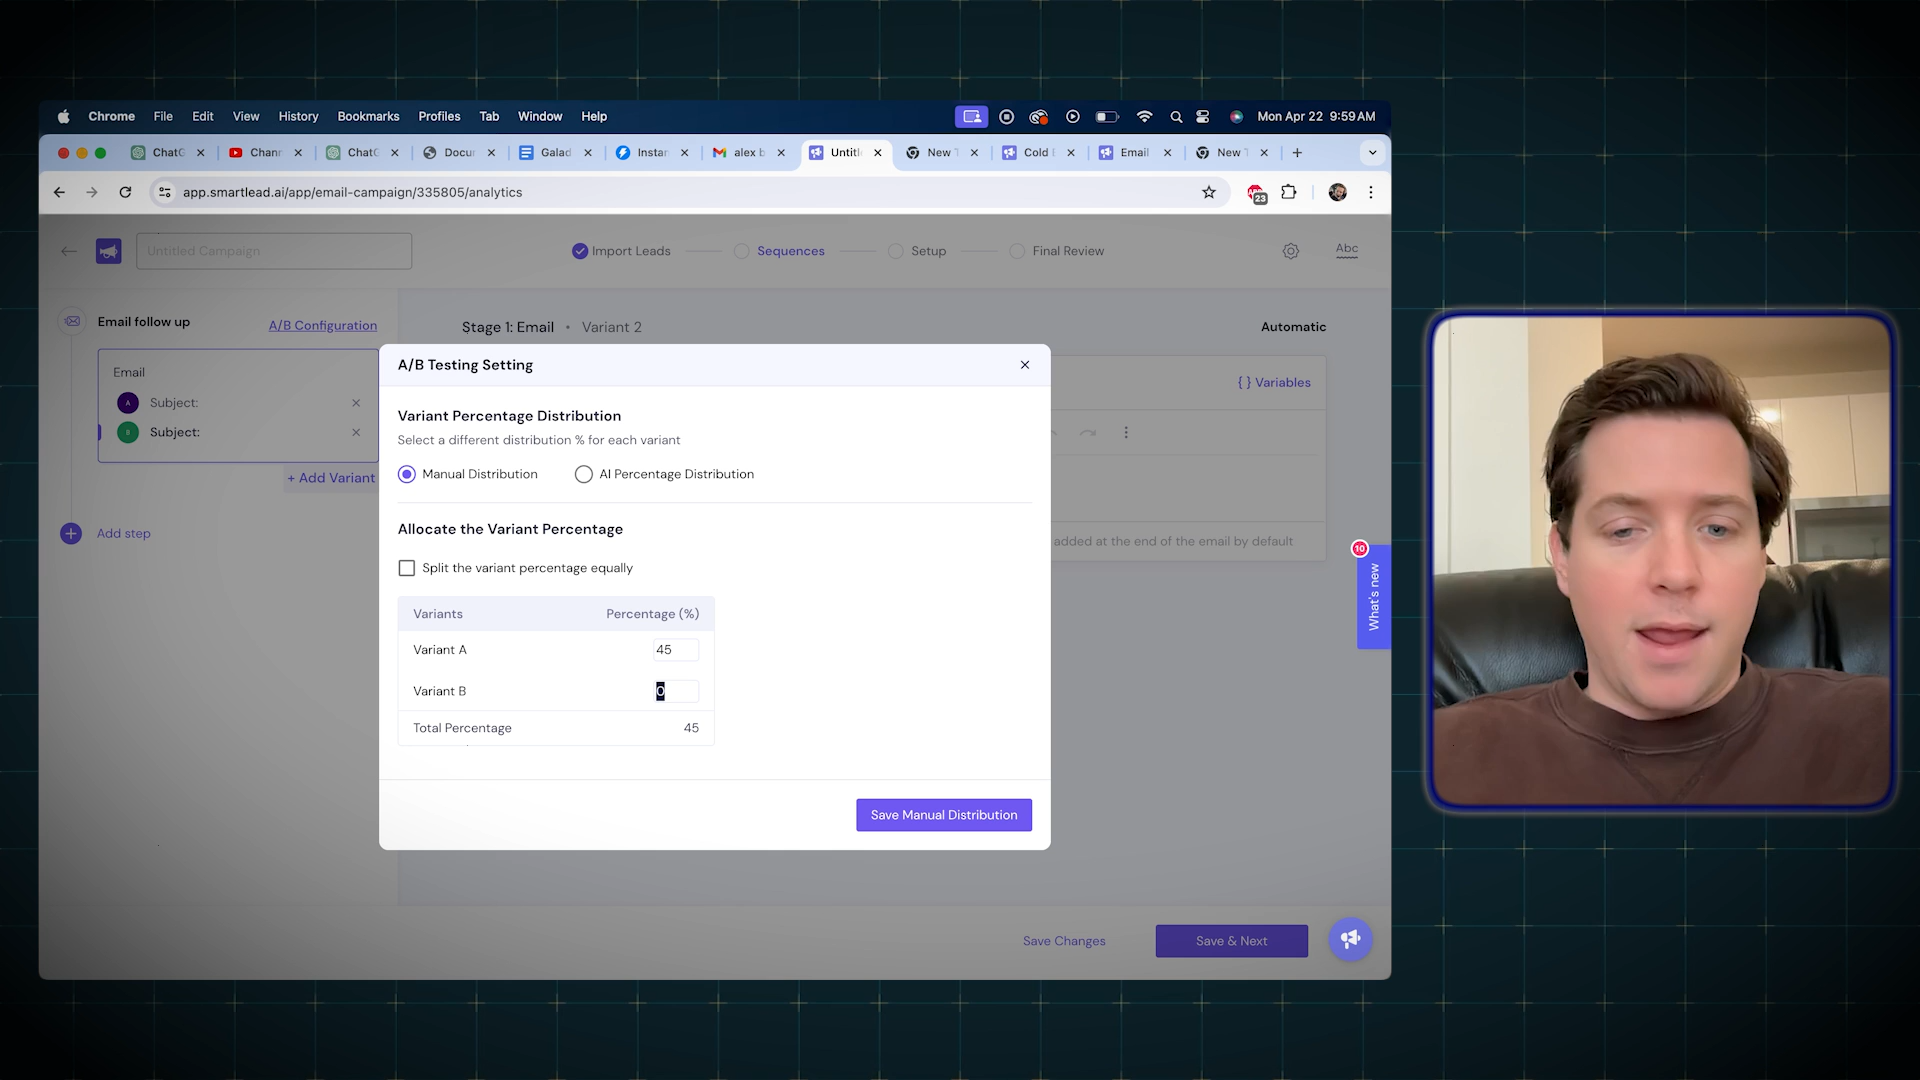 Chrome File Edit View History Bookmarks Profiles Tab Window Help Mon Apr 22 9:59 AM
ChatG Chann ChatG Docur Galad Instar alex b Untitl New T Cold E Email New T
app.smartlead.ai/app/email-campaign/335805/analytics 23
Untitled Campaign Import Leads Sequences Setup Final Review Abc
Email follow up A/B Configuration
Stage 1: Email • Variant 2 Automatic
Email
A Subject:
B Subject:
+ Add Variant
Add step
{ } Variables
added at the end of the email by default
A/B Testing Setting
Variant Percentage Distribution
Select a different distribution % for each variant
Manual Distribution AI Percentage Distribution
Allocate the Variant Percentage
Split the variant percentage equally
Variants Percentage (%)
Variant A 45
Variant B 0
Total Percentage 45
Save Manual Distribution
10
What's new
Save Changes Save & Next